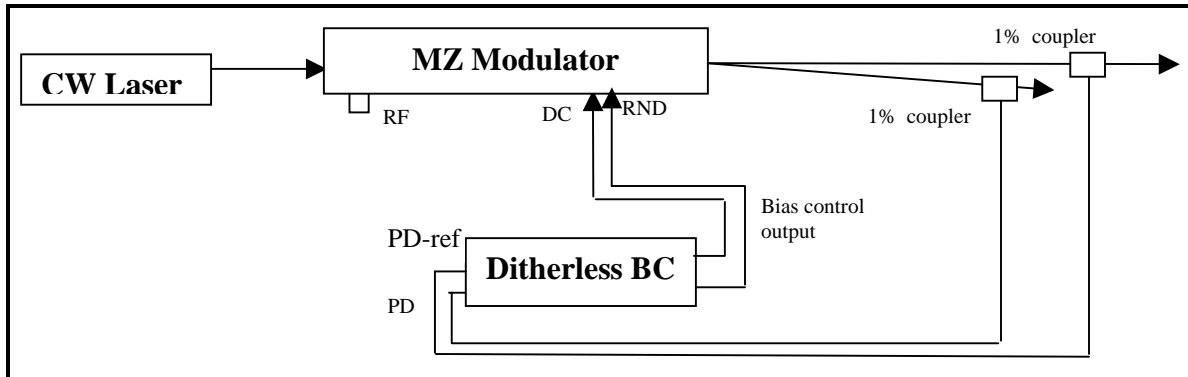 1% coupler
MZ Modulator
CW Laser
RF
DC
RND
1% coupler
Bias control
output
PD-ref
Ditherless BC
PD